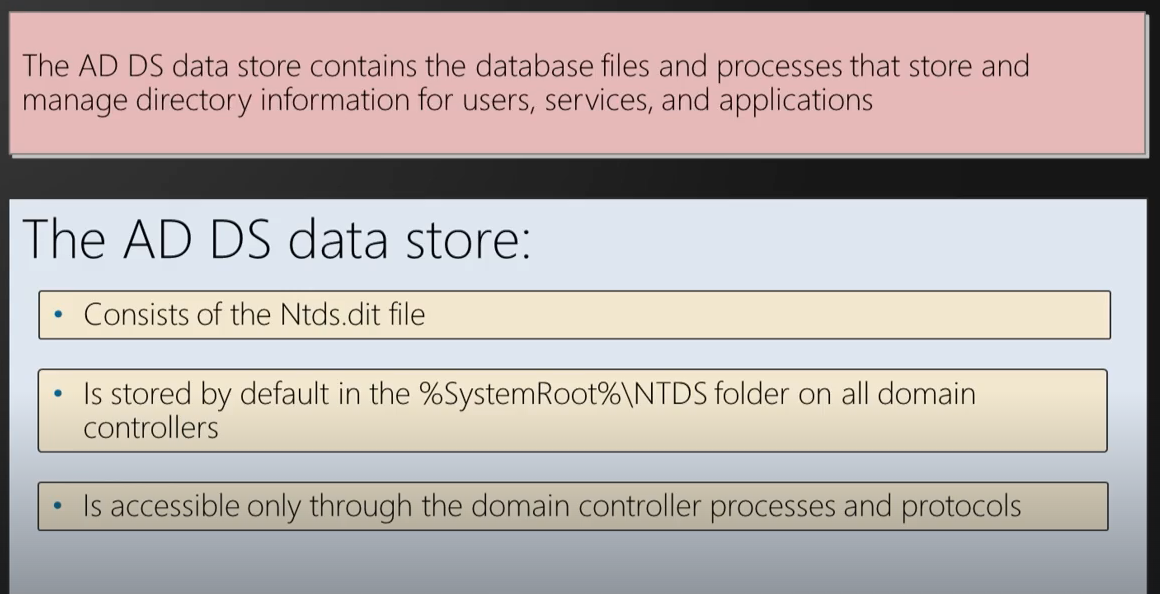 The AD DS data store contains the database files and processes that store and
manage directory information for users, services, and applications
The AD DS data store:
• Consists of the Ntds.dit file
• Is stored by default in the %SystemRoot%\NTDS folder on all domain
controllers
• Is accessible only through the domain controller processes and protocols